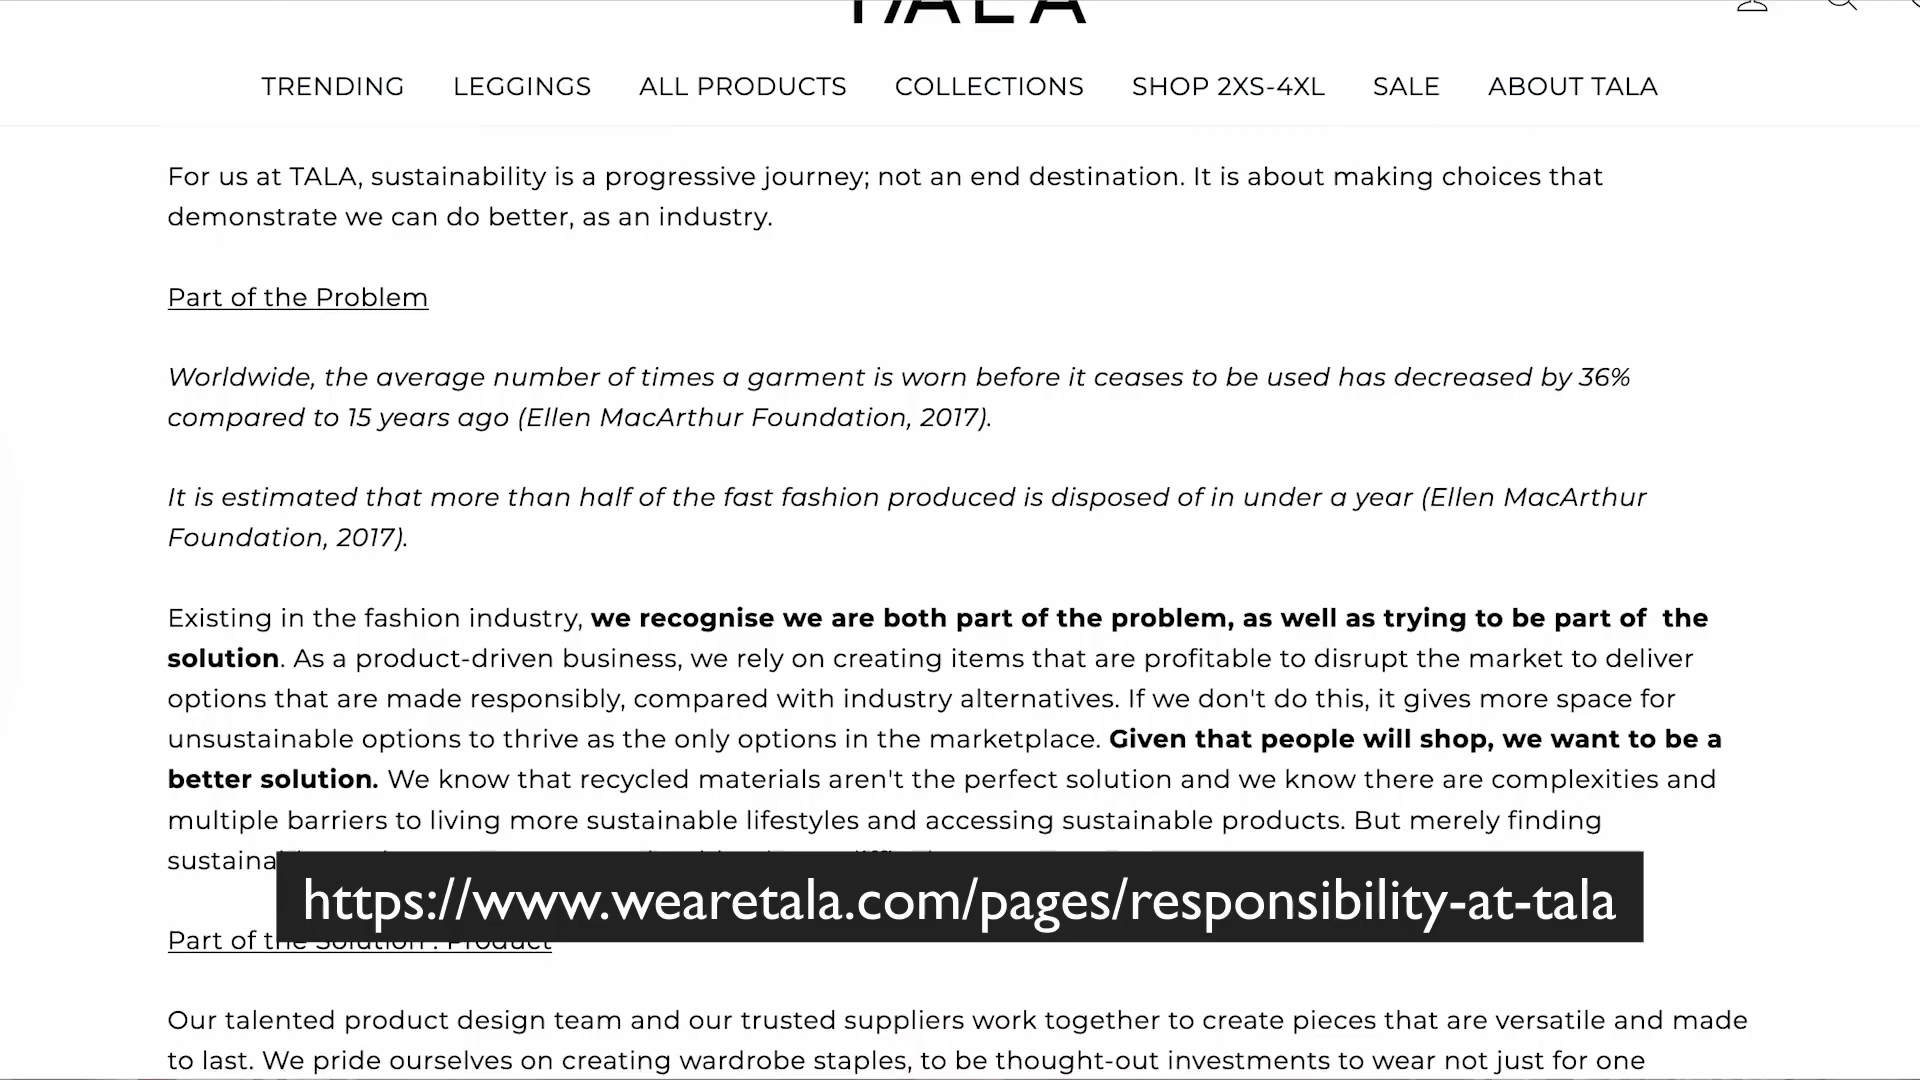 TALA
TRENDING LEGGINGS ALL PRODUCTS COLLECTIONS SHOP 2XS-4XL SALE ABOUT TALA
For us at TALA, sustainability is a progressive journey; not an end destination. It is about making choices that
demonstrate we can do better, as an industry.
Part of the Problem
Worldwide, the average number of times a garment is worn before it ceases to be used has decreased by 36%
compared to 15 years ago (Ellen MacArthur Foundation, 2017).
It is estimated that more than half of the fast fashion produced is disposed of in under a year (Ellen MacArthur
Foundation, 2017).
Existing in the fashion industry, we recognise we are both part of the problem, as well as trying to be part of the
solution. As a product-driven business, we rely on creating items that are profitable to disrupt the market to deliver
options that are made responsibly, compared with industry alternatives. If we don't do this, it gives more space for
unsustainable options to thrive as the only options in the marketplace. Given that people will shop, we want to be a
better solution. We know that recycled materials aren't the perfect solution and we know there are complexities and
multiple barriers to living more sustainable lifestyles and accessing sustainable products. But merely finding
https://www.wearetala.com/pages/responsibility-at-tala
Part of the Solution : Product
Our talented product design team and our trusted suppliers work together to create pieces that are versatile and made
to last. We pride ourselves on creating wardrobe staples, to be thought-out investments to wear not just for one